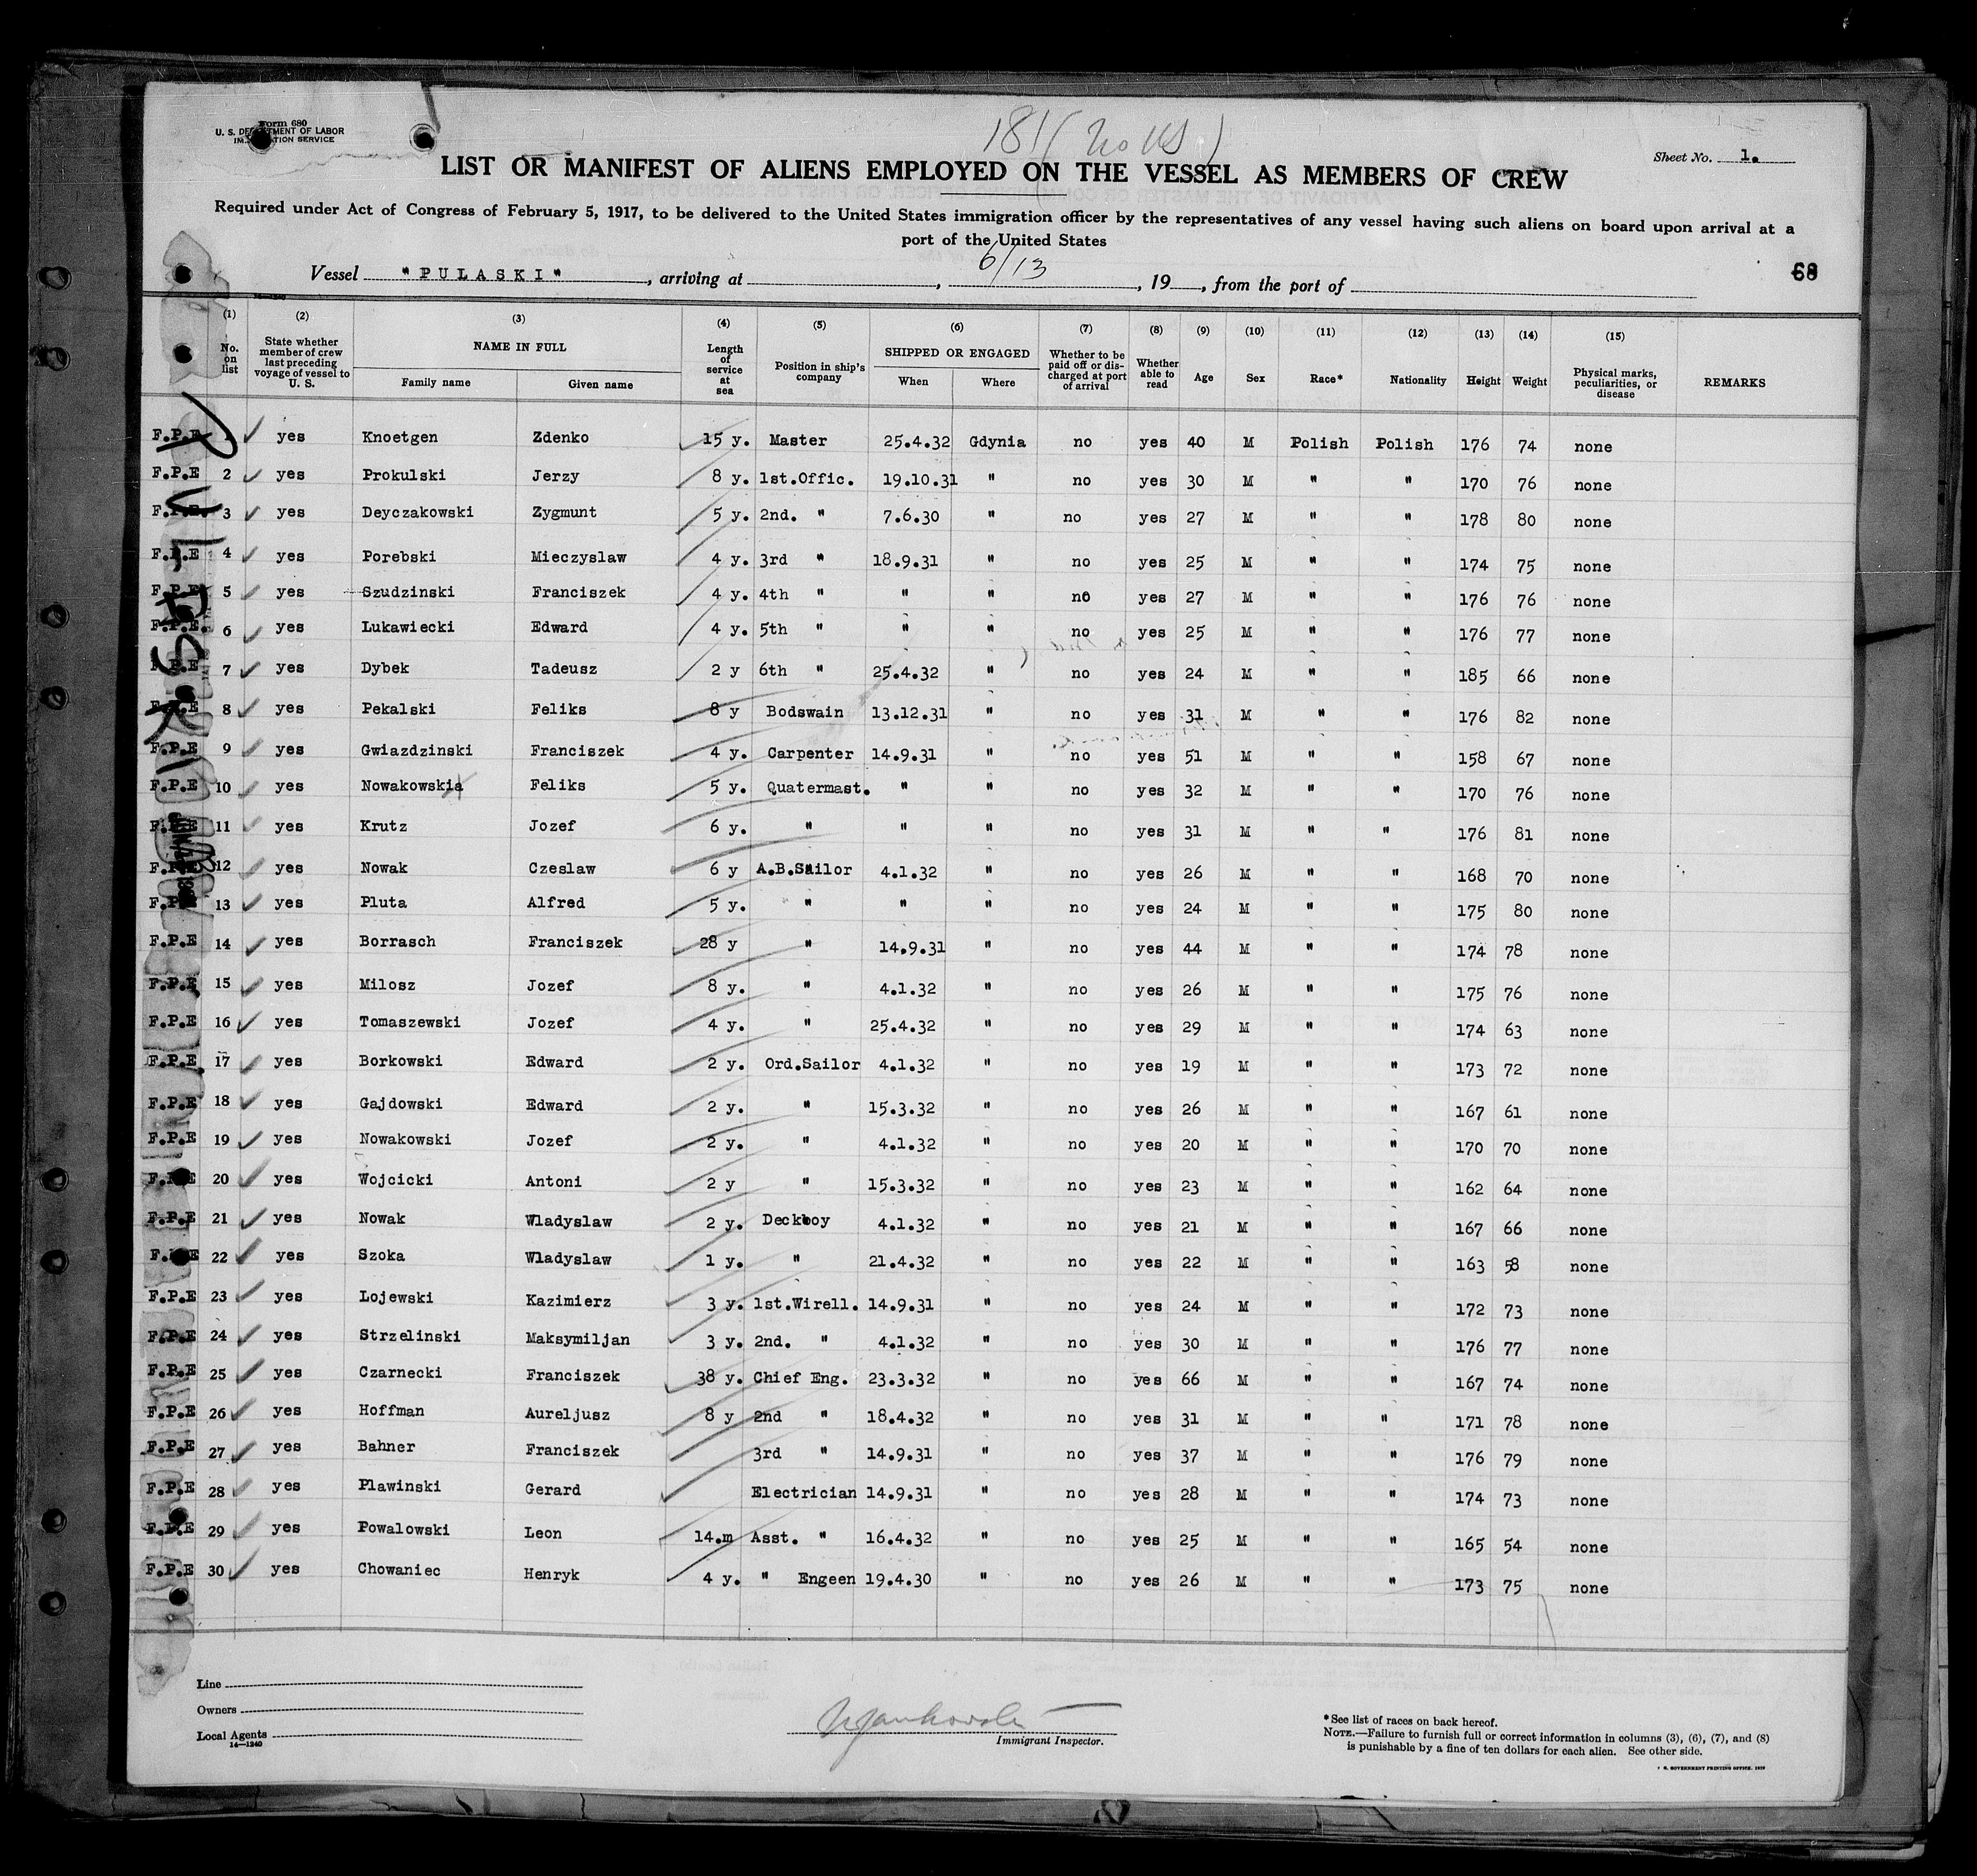 Form 680
U. S. DEPARTMENT OF LABOR
IMMIGRATION SERVICE
181 (No US)
Sheet No. 1.
LIST OR MANIFEST OF ALIENS EMPLOYED ON THE VESSEL AS MEMBERS OF CREW
Required under Act of Congress of February 5, 1917, to be delivered to the United States immigration officer by the representatives of any vessel having such aliens on board upon arrival at a
port of the United States
68
Vessel "PULASKI", arriving at , 6/13, 19 , from the port of
14—1240
(1) (2) (3) (4) (5) (6) (7) (8) (9) (10) (11) (12) (13) (14) (15)
No. on list State whether member of crew last preceding voyage of vessel to U. S. NAME IN FULL Family name Given name Length of service at sea Position in ship's company SHIPPED OR ENGAGED When Where Whether to be paid off or discharged at port of arrival Whether able to read Age Sex Race* Nationality Height Weight Physical marks, peculiarities, or disease REMARKS
PULASKI
F.P.E 1 yes Knoetgen Zdenko 15 y. Master 25.4.32 Gdynia no yes 40 M Polish Polish 176 74 none
F.P.E 2 yes Prokulski Jerzy 8 y. 1st.Offic. 19.10.31 " no yes 30 M " " 170 76 none
F.P.E. 3 yes Deyczakowski Zygmunt 5 y. 2nd. " 7.6.30 " no yes 27 M " " 178 80 none
F.P.E 4 yes Porebski Mieczyslaw 4 y. 3rd " 18.9.31 " no yes 25 M " " 174 75 none
F.P.E 5 yes Szudzinski Franciszek 4 y. 4th " " " no yes 27 M " " 176 76 none
F.P.E. 6 yes Lukawiecki Edward 4 y. 5th " " " no yes 25 M " " 176 77 none
F.P.E 7 yes Dybek Tadeusz 2 y 6th " 25.4.32 " no yes 24 M " " 185 66 none
F.P.E 8 yes Pekalski Feliks 8 y Bodswain 13.12.31 " no yes 31 M " " 176 82 none
F.P.E 9 yes Gwiazdzinski Franciszek 4 y. Carpenter 14.9.31 " no yes 51 M " " 158 67 none
F.P.E 10 yes Nowakowskia Feliks 5 y. Quatermast. " " no yes 32 M " " 170 76 none
F.P.E 11 yes Krutz Jozef 6 y. " " " no yes 31 M " " 176 81 none
F.P.E 12 yes Nowak Czeslaw 6 y A.B.Sailor 4.1.32 " no yes 26 M " " 168 70 none
F.P.E 13 yes Pluta Alfred 5 y. " " " no yes 24 M " " 175 80 none
F.P.E 14 yes Borrasch Franciszek 28 y " 14.9.31 " no yes 44 M " " 174 78 none
F.P.E 15 yes Milosz Jozef 8 y. " 4.1.32 " no yes 26 M " " 175 76 none
F.P.E 16 yes Tomaszewski Jozef 4 y. " 25.4.32 " no yes 29 M " " 174 63 none
F.P.E. 17 yes Borkowski Edward 2 y. Ord.Sailor 4.1.32 " no yes 19 M " " 173 72 none
F.P.E 18 yes Gajdowski Edward 2 y. " 15.3.32 " no yes 26 M " " 167 61 none
F.P.E 19 yes Nowakowski Jozef 2 y. " 4.1.32 " no yes 20 M " " 170 70 none
F.P.E 20 yes Wojcicki Antoni 2 y " 15.3.32 " no yes 23 M " " 162 64 none
F.P.E 21 yes Nowak Wladyslaw 2 y. Deckboy 4.1.32 " no yes 21 M " " 167 66 none
F.P.E 22 yes Szoka Wladyslaw 1 y. " 21.4.32 " no yes 22 M " " 163 58 none
F.P.E 23 yes Lojewski Kazimierz 3 y. 1st.Wirell. 14.9.31 " no yes 24 M " " 172 73 none
F.P.E 24 yes Strzelinski Maksymiljan 3 y. 2nd. " 4.1.32 " no yes 30 M " " 176 77 none
F.P.E 25 yes Czarnecki Franciszek 38 y. Chief Eng. 23.3.32 " no yes 66 M " " 167 74 none
F.P.E 26 yes Hoffman Aureljusz 8 y 2nd " 18.4.32 " no yes 31 M " " 171 78 none
F.P.E 27 yes Bahner Franciszek 3rd " 14.9.31 " no yes 37 M " " 176 79 none
F.P.E 28 yes Plawinski Gerard Electrician 14.9.31 " no yes 28 M " " 174 73 none
F.P.E 29 yes Powalowski Leon 14.m Asst. " 16.4.32 " no yes 25 M " " 165 54 none
F.P.E 30 yes Chowaniec Henryk 4 y. " Engeen 19.4.30 " no yes 26 M " " 173 75 none
Line
Owners
Local Agents
14—1240
Immigrant Inspector.
*See list of races on back hereof.
NOTE.—Failure to furnish full or correct information in columns (3), (6), (7), and (8)
is punishable by a fine of ten dollars for each alien. See other side.
GOVERNMENT PRINTING OFFICE